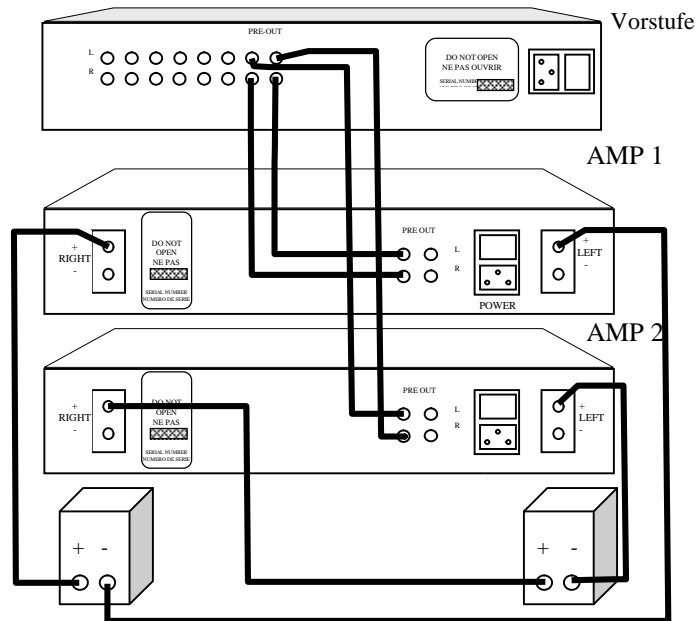 Vorstufe
PRE-OUT
L
R
DO NOT OPEN
NE PAS OUVRIR
SERIAL NUMBER
AMP 1
+
RIGHT
-
DO NOT
OPEN
NE PAS
SERIAL NUMBER
NUMERO DE SERIE
PRE OUT
L
R
POWER
+
LEFT
-
AMP 2
+
RIGHT
-
DO NOT
OPEN
NE PAS
SERIAL NUMBER
NUMERO DE SERIE
PRE OUT
L
R
+
LEFT
-
+ -
+ -